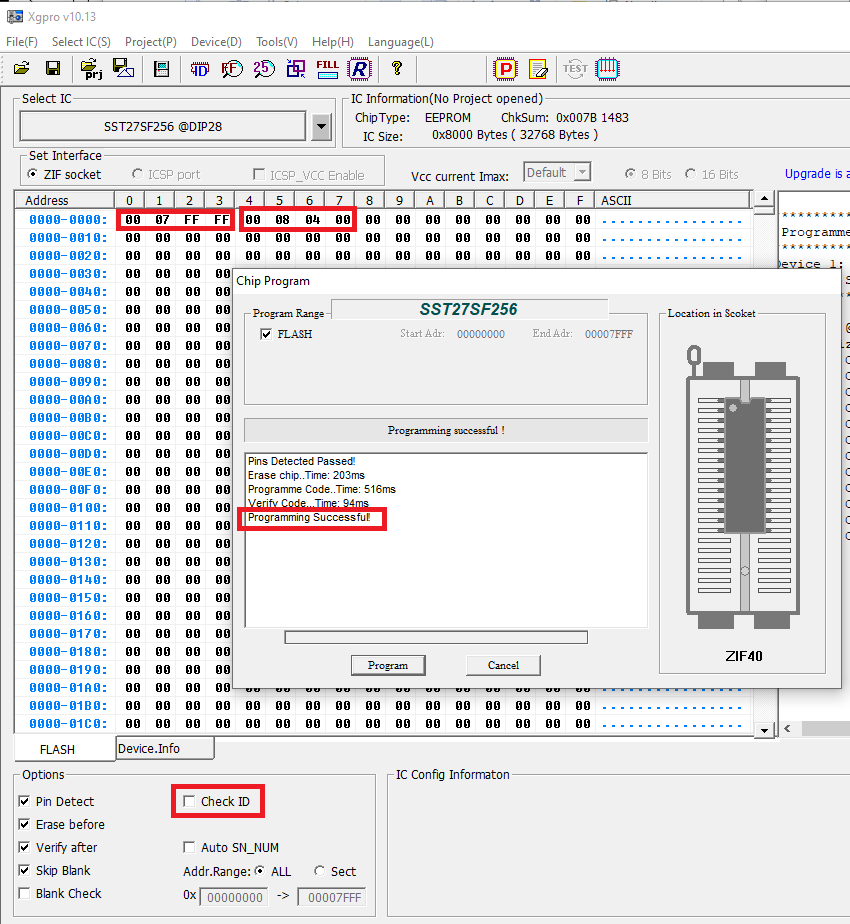 Xgpro v10.13
File(F) Select IC(S) Project(P) Device(D) Tools(V) Help(H) Language(L)
prj ID 25 FILL R ? P TEST
Select IC
SST27SF256 @DIP28
IC Information(No Project opened)
ChipType: EEPROM ChkSum: 0x007B 1483
IC Size: 0x8000 Bytes ( 32768 Bytes )
Set Interface
ZIF socket ICSP port ICSP_VCC Enable
Vcc current Imax: Default 8 Bits 16 Bits
Upgrade is a
Address 0 1 2 3 4 5 6 7 8 9 A B C D E F ASCII
0000-0000: 00 07 FF FF 00 08 04 00 00 00 00 00 00 00 00 00 ................
0000-0010: 00 00 00 00 00 00 00 00 00 00 00 00 00 00 00 00 ................
0000-0020: 00 00 00 00 00 00 00 00 00 00 00 00 00 00 00 00 ................
0000-0030: 00 00 00 00
0000-0040: 00 00 00 00
0000-0050: 00 00 00 00
0000-0060: 00 00 00 00
0000-0070: 00 00 00 00
0000-0080: 00 00 00 00
0000-0090: 00 00 00 00
0000-00A0: 00 00 00 00
0000-00B0: 00 00 00 00
0000-00C0: 00 00 00 00
0000-00D0: 00 00 00 00
0000-00E0: 00 00 00 00
0000-00F0: 00 00 00 00
0000-0100: 00 00 00 00
0000-0110: 00 00 00 00
0000-0120: 00 00 00 00
0000-0130: 00 00 00 00
0000-0140: 00 00 00 00
0000-0150: 00 00 00 00
0000-0160: 00 00 00 00
0000-0170: 00 00 00 00
0000-0180: 00 00 00 00
0000-0190: 00 00 00 00
0000-01A0: 00 00 00 00 00 00 00 00 00 00 00 00 00 00 00 00 ................
0000-01B0: 00 00 00 00 00 00 00 00 00 00 00 00 00 00 00 00 ................
0000-01C0: 00 00 00 00 00 00 00 00 00 00 00 00 00 00 00 00 ................
*********
Programme
*********
Device 1:
Chip Program
Program Range
SST27SF256
FLASH Start Adr: 00000000 End Adr: 00007FFF
Programming successful !
Pins Detected Passed!
Erase chip..Time: 203ms
Programme Code..Time: 516ms
Verify Code...Time: 94ms
Programming Successful!
Program Cancel
Location in Scoket
ZIF40
FLASH Device.Info
Options
Pin Detect Check ID
Erase before
Verify after Auto SN_NUM
Skip Blank Addr.Range: ALL Sect
Blank Check 0x 00000000 -> 00007FFF
IC Config Informaton